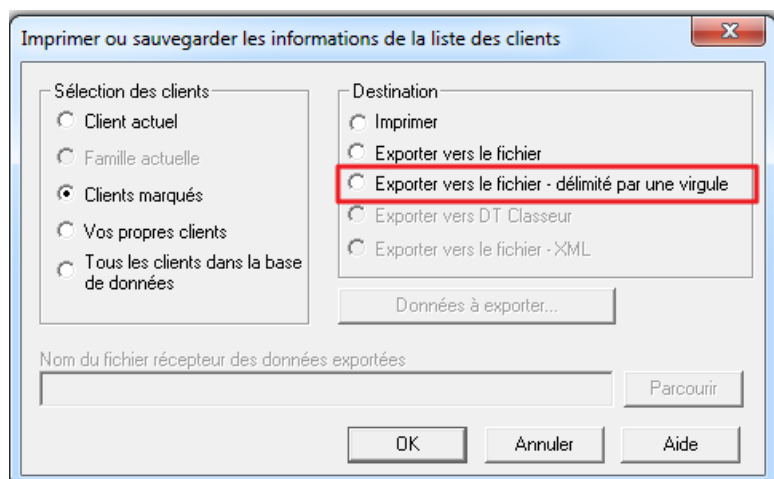 Imprimer ou sauvegarder les informations de la liste des clients
Sélection des clients
Client actuel
Famille actuelle
Clients marqués
Vos propres clients
Tous les clients dans la base
de données
Destination
Imprimer
Exporter vers le fichier
Exporter vers le fichier - délimité par une virgule
Exporter vers DT Classeur
Exporter vers le fichier - XML
Données à exporter...
Nom du fichier récepteur des données exportées
Parcourir
OK
Annuler
Aide